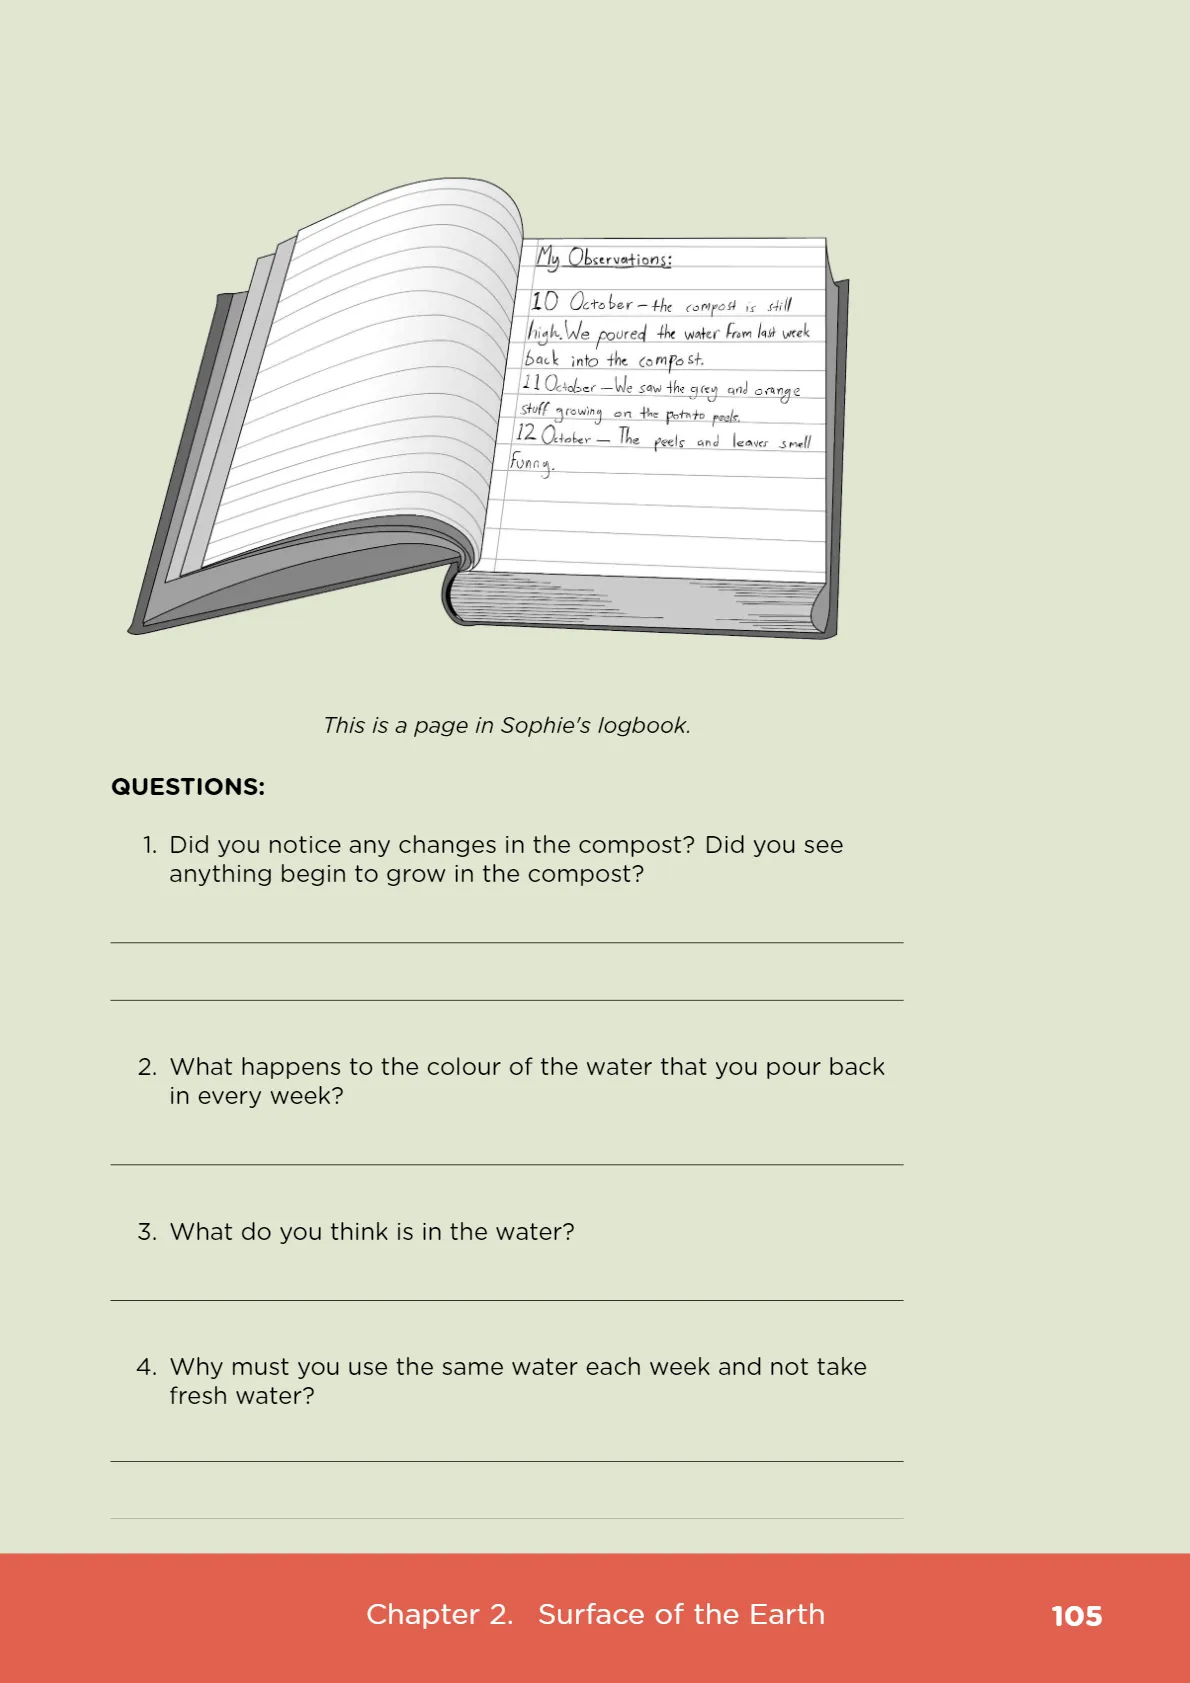 My Observations:
10 October – the compost is still
high. We poured the water from last week
back into the compost.
11 October – We saw the grey and orange
stuff growing on the potato peels.
12 October – The peels and leaves smell
funny.
This is a page in Sophie's logbook.
QUESTIONS:
1. Did you notice any changes in the compost? Did you see
anything begin to grow in the compost?
2. What happens to the colour of the water that you pour back
in every week?
3. What do you think is in the water?
4. Why must you use the same water each week and not take
fresh water?
Chapter 2. Surface of the Earth 105